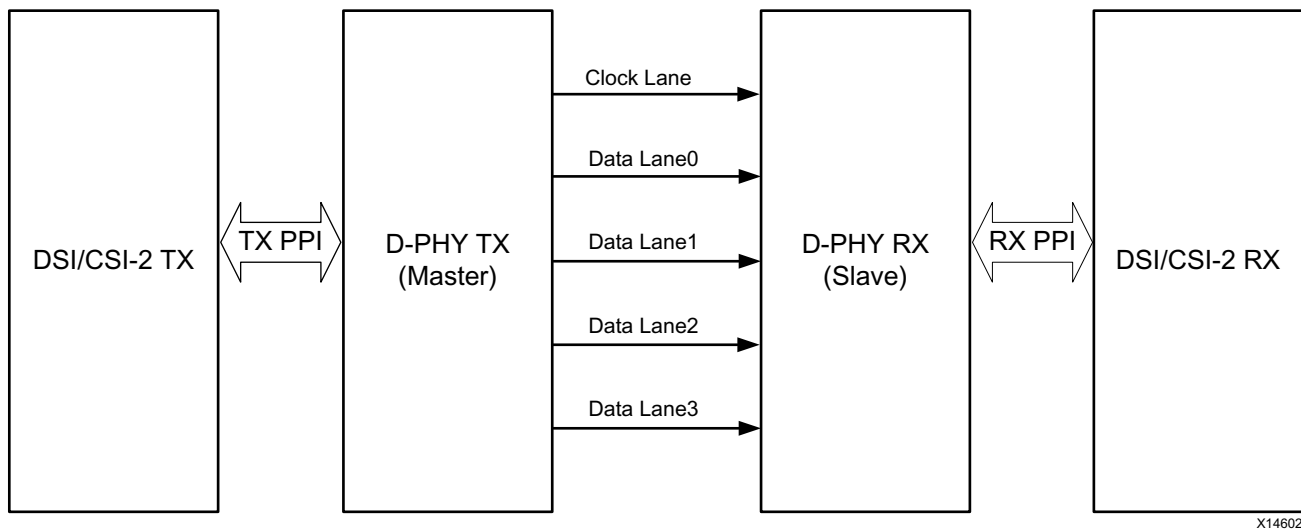 Clock Lane
Data Lane0
DSI/CSI-2 TX
TX PPI
D-PHY TX
(Master)
Data Lane1
D-PHY RX
(Slave)
RX PPI
DSI/CSI-2 RX
Data Lane2
Data Lane3
X14602